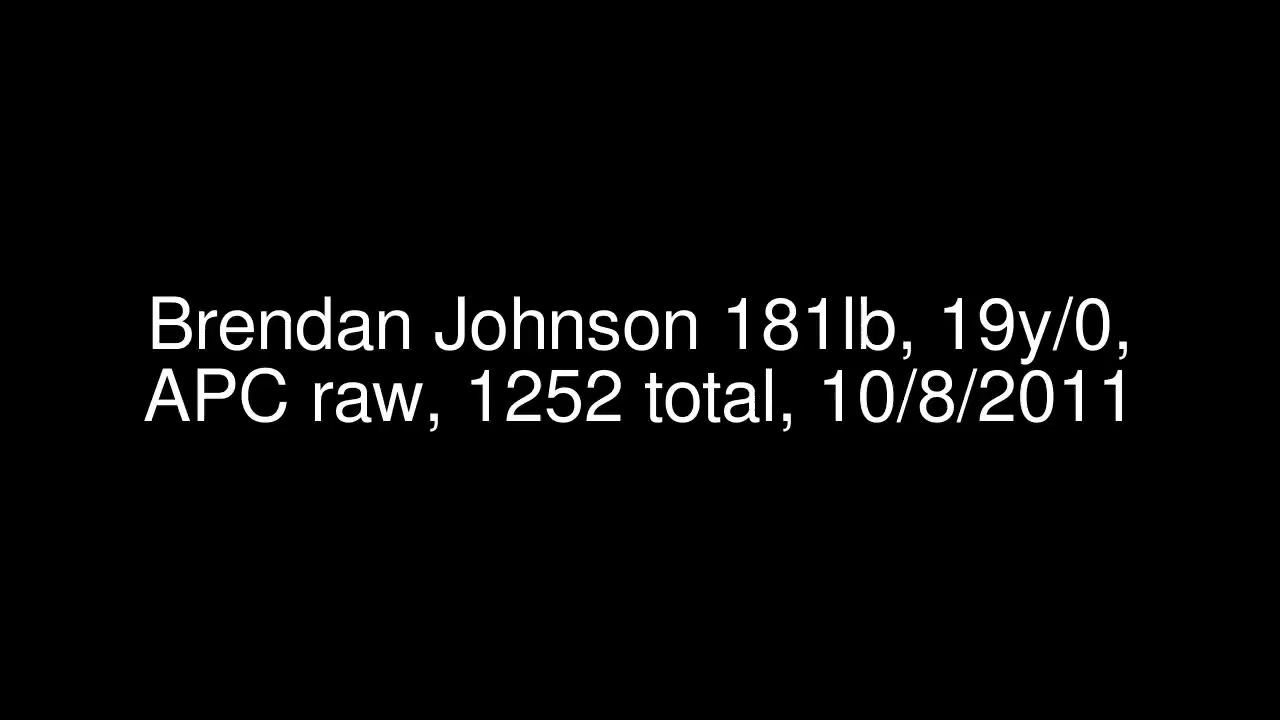 Brendan Johnson 181lb, 19y/0,
APC raw, 1252 total, 10/8/2011